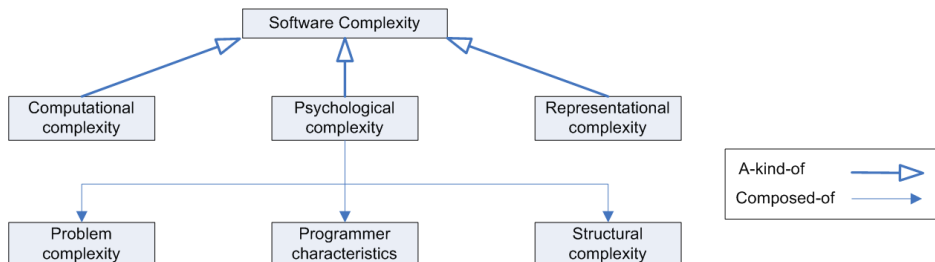 Software Complexity
Computational
complexity
Psychological
complexity
Representational
complexity
A-kind-of
Composed-of
Problem
complexity
Programmer
characteristics
Structural
complexity